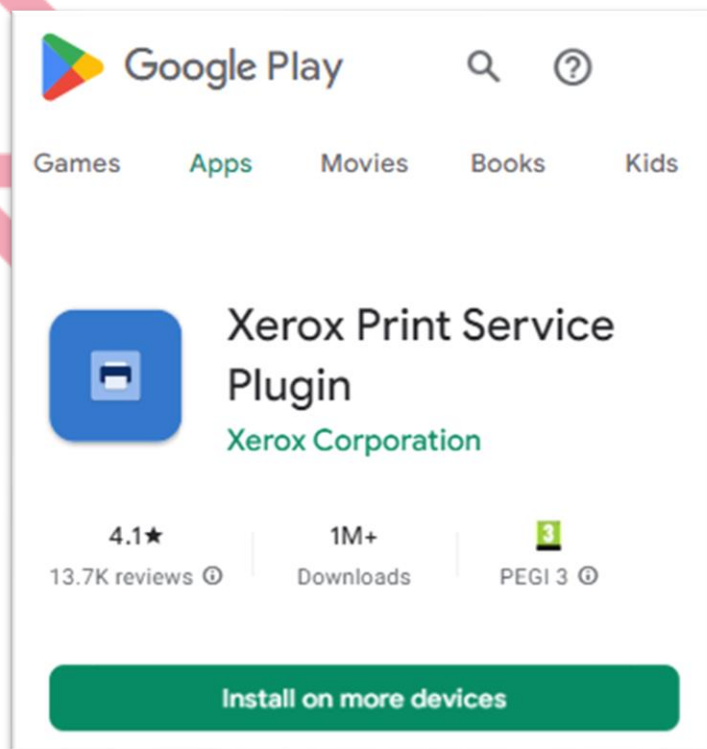 Google Play
Games Apps Movies Books Kids
Xerox Print Service
Plugin
Xerox Corporation
4.1★ 1M+ 3
13.7K reviews Downloads PEGI 3
Install on more devices